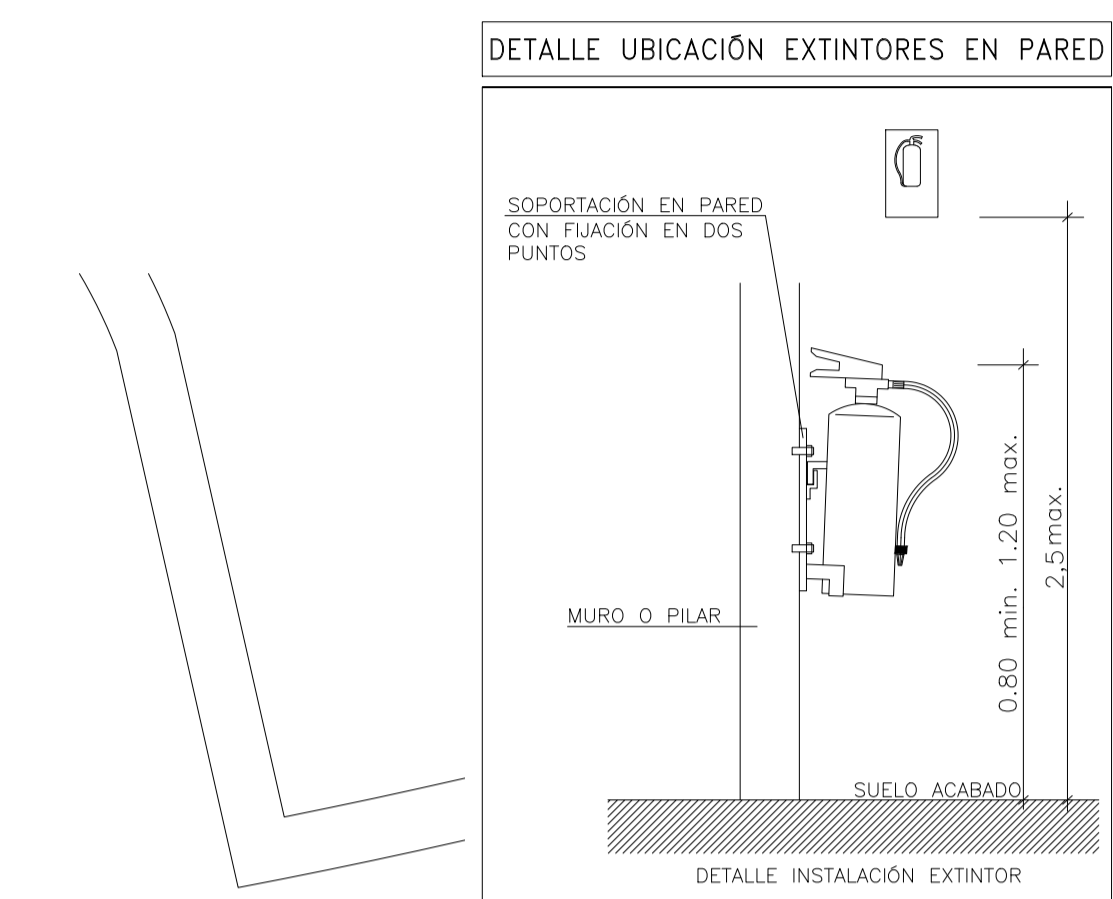 DETALLE UBICACIÓN EXTINTORES EN PARED
SOPORTACIÓN EN PARED
CON FIJACIÓN EN DOS
PUNTOS
0.80 min. 1.20 max.
2,5max.
MURO O PILAR
SUELO ACABADO
DETALLE INSTALACIÓN EXTINTOR